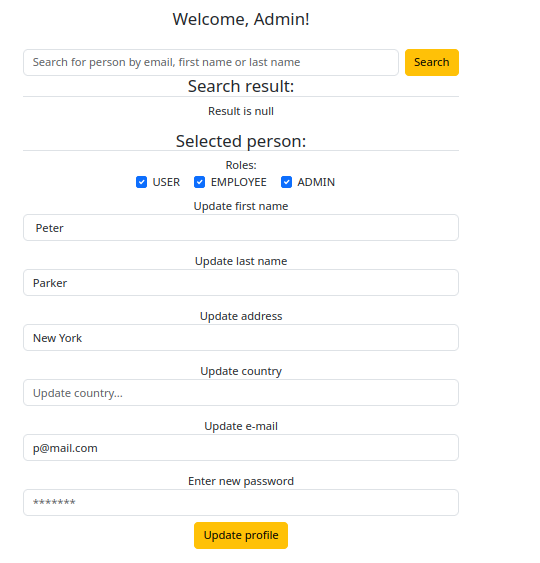 Welcome, Admin!
Search for person by email, first name or last name
Search
Search result:
Result is null
Selected person:
Roles:
USER EMPLOYEE ADMIN
Update first name
Peter
Update last name
Parker
Update address
New York
Update country
Update country...
Update e-mail
p@mail.com
Enter new password
*******
Update profile